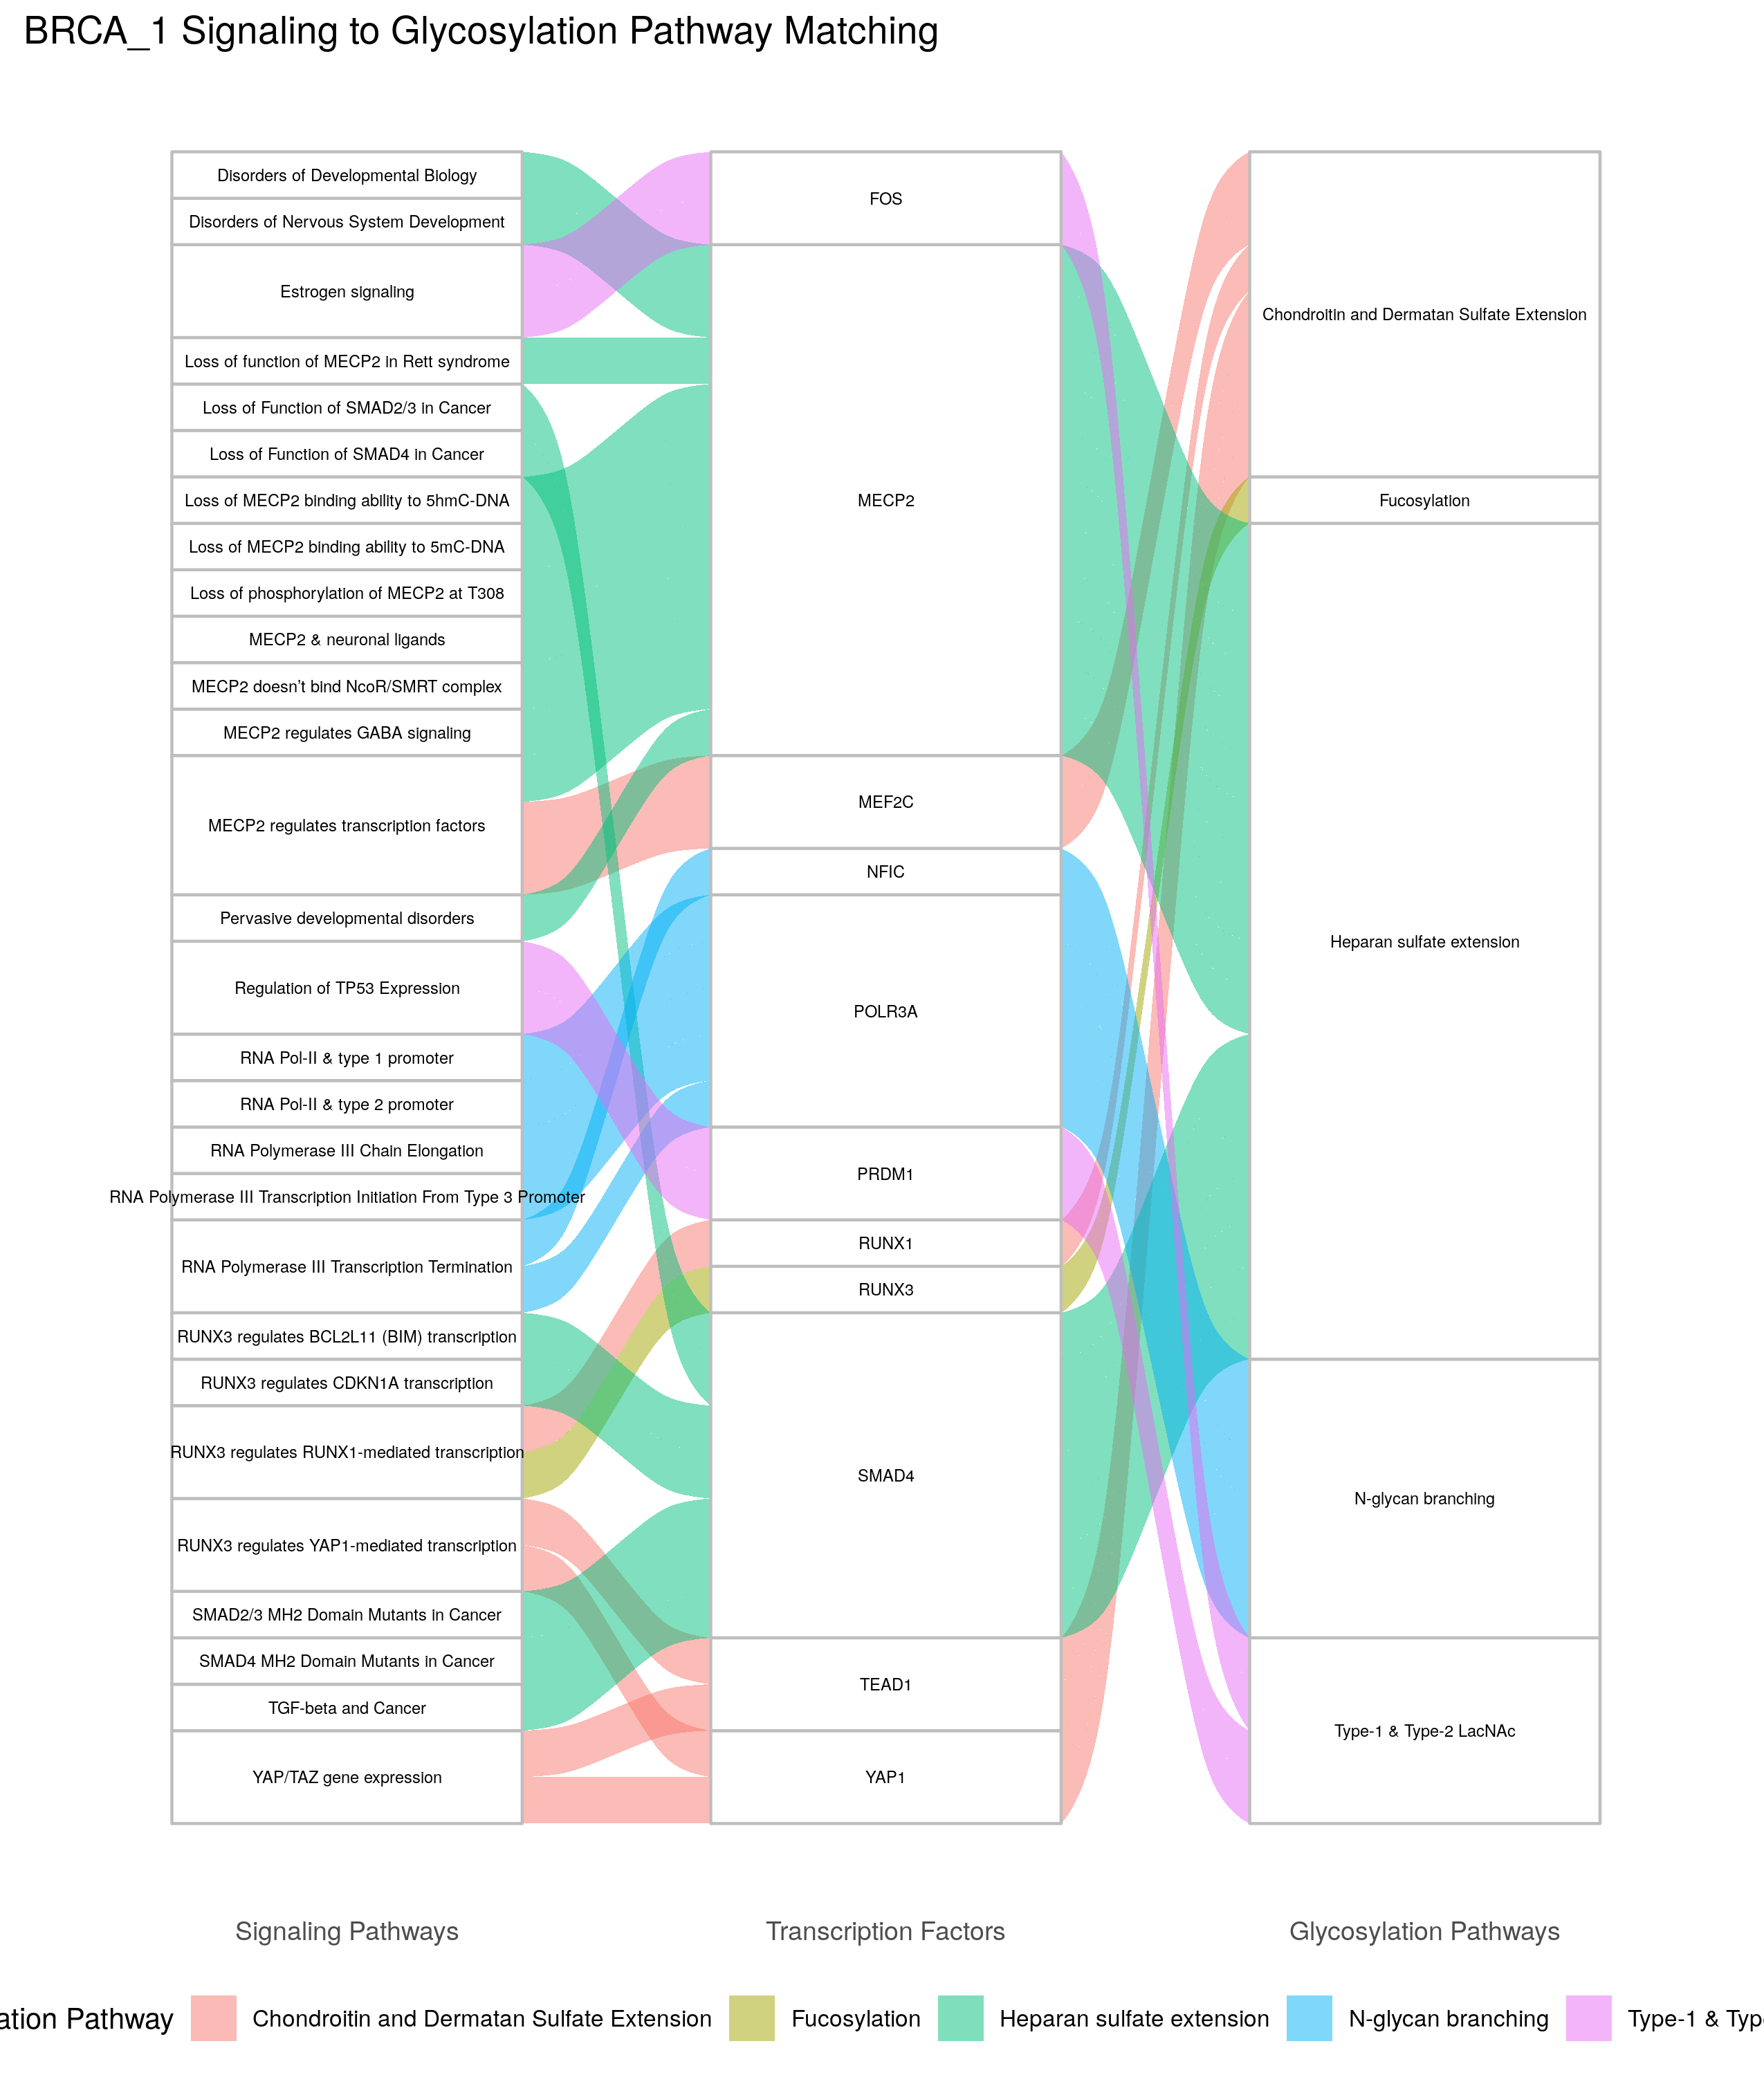 BRCA_1 Signaling to Glycosylation Pathway Matching
Disorders of Developmental Biology
Disorders of Nervous System Development
Estrogen signaling
Loss of function of MECP2 in Rett syndrome
Loss of Function of SMAD2/3 in Cancer
Loss of Function of SMAD4 in Cancer
Loss of MECP2 binding ability to 5hmC-DNA
Loss of MECP2 binding ability to 5mC-DNA
Loss of phosphorylation of MECP2 at T308
MECP2 & neuronal ligands
MECP2 doesn't bind NcoR/SMRT complex
MECP2 regulates GABA signaling
MECP2 regulates transcription factors
Pervasive developmental disorders
Regulation of TP53 Expression
RNA Pol-II & type 1 promoter
RNA Pol-II & type 2 promoter
RNA Polymerase III Chain Elongation
RNA Polymerase III Transcription Initiation From Type 3 Promoter
RNA Polymerase III Transcription Termination
RUNX3 regulates BCL2L11 (BIM) transcription
RUNX3 regulates CDKN1A transcription
RUNX3 regulates RUNX1-mediated transcription
RUNX3 regulates YAP1-mediated transcription
SMAD2/3 MH2 Domain Mutants in Cancer
SMAD4 MH2 Domain Mutants in Cancer
TGF-beta and Cancer
YAP/TAZ gene expression
FOS
MECP2
MEF2C
NFIC
POLR3A
PRDM1
RUNX1
RUNX3
SMAD4
TEAD1
YAP1
Chondroitin and Dermatan Sulfate Extension
Fucosylation
Heparan sulfate extension
N-glycan branching
Type-1 & Type-2 LacNAc
Signaling Pathways
Transcription Factors
Glycosylation Pathways
ation Pathway
Chondroitin and Dermatan Sulfate Extension
Fucosylation
Heparan sulfate extension
N-glycan branching
Type-1 & Typ